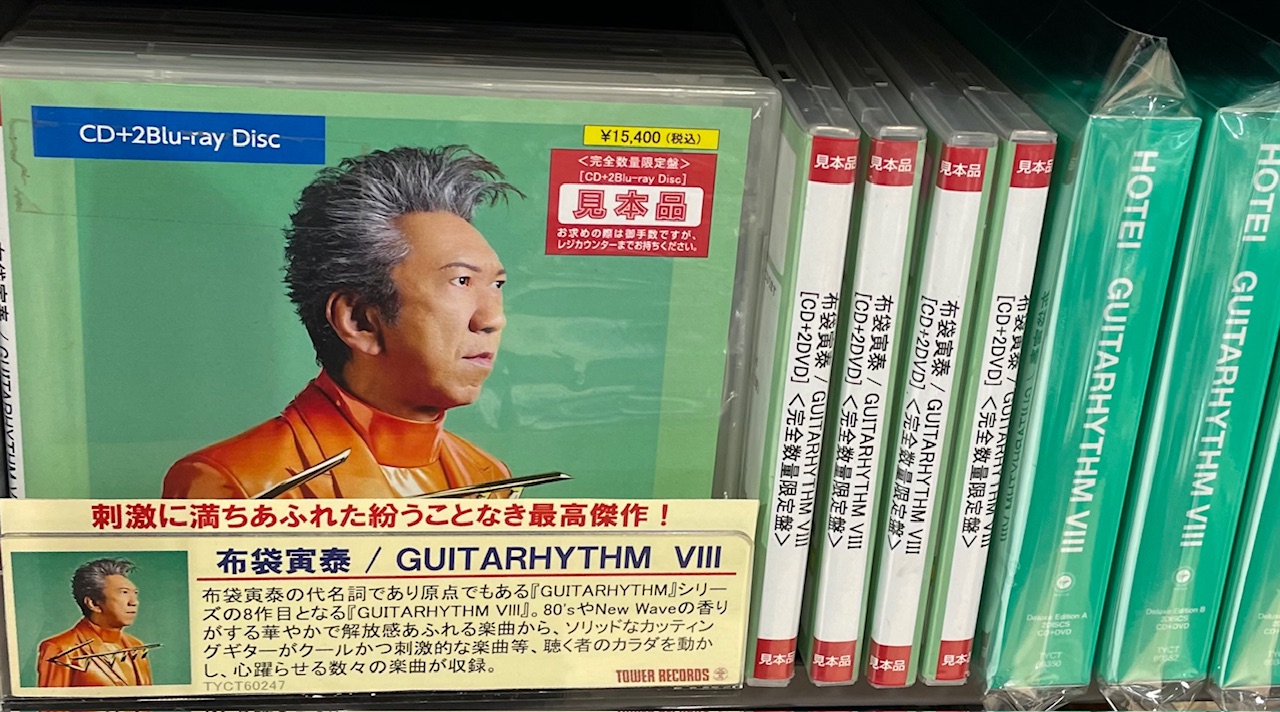 CD+2Blu-ray Disc
¥15,400(税込)
<完全数量限定盤>
[CD+2Blu-ray Disc]
見本品
お求めの際は御手数ですが、
レジカウンターまでお持ちください。
刺激に満ちあふれた紛うことなき最高傑作！
布袋寅泰 / GUITARHYTHM VIII
布袋寅泰の代名詞であり原点でもある『GUITARHYTHM』シリ
ーズの8作目となる『GUITARHYTHM VIII』。80'sやNew Waveの香り
がする華やかで解放感あふれる楽曲から、ソリッドなカッティン
グギターがクールかつ刺激的な楽曲等、聴く者のカラダを動か
し、心躍らせる数々の楽曲が収録。
TYCT60247
TOWER RECORDS
見本品
布袋寅泰 / GUITARHYTHM VIII
[CD+2DVD] <完全数量限定盤>
見本品
見本品
布袋寅泰 / GUITARHYTHM VIII
[CD+2DVD] <完全数量限定盤>
見本品
見本品
布袋寅泰 / GUITARHYTHM VIII
[CD+2DVD] <完全数量限定盤>
見本品
見本品
布袋寅泰 / GUITARHYTHM VIII
[CD+2DVD] <完全数量限定盤>
見本品
HOTEI GUITARHYTHM VIII
Deluxe Edition A
2DISCS
CD+DVD
TYCT
HOTEI GUITARHYTHM VIII
Deluxe Edition B
2DISCS
CD+DVD
TYCT